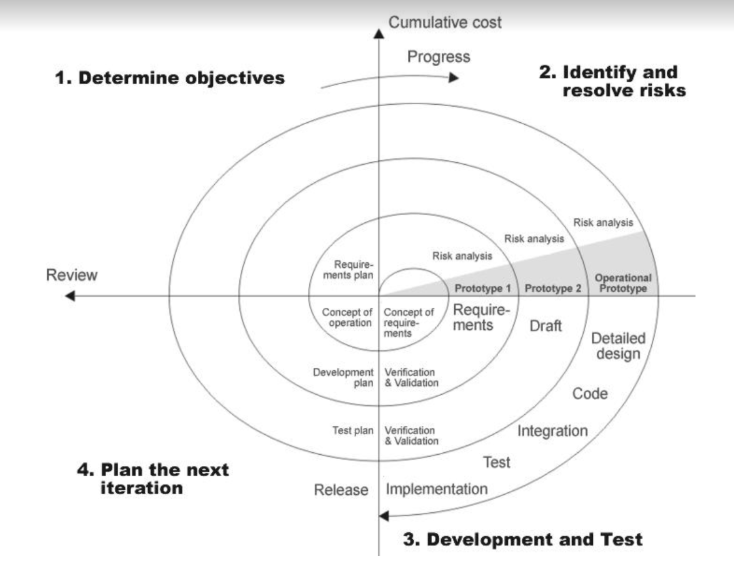 Cumulative cost
Progress
1. Determine objectives
2. Identify and
resolve risks
Risk analysis
Risk analysis
Risk analysis
Require-
ments plan
Review
Operational
Prototype
Prototype 1
Prototype 2
Concept of
operation
Concept of
require-
ments
Require-
ments
Draft
Detailed
design
Development
plan
Verification
& Validation
Code
Test plan
Verification
& Validation
Integration
Test
4. Plan the next
iteration
Release
Implementation
3. Development and Test